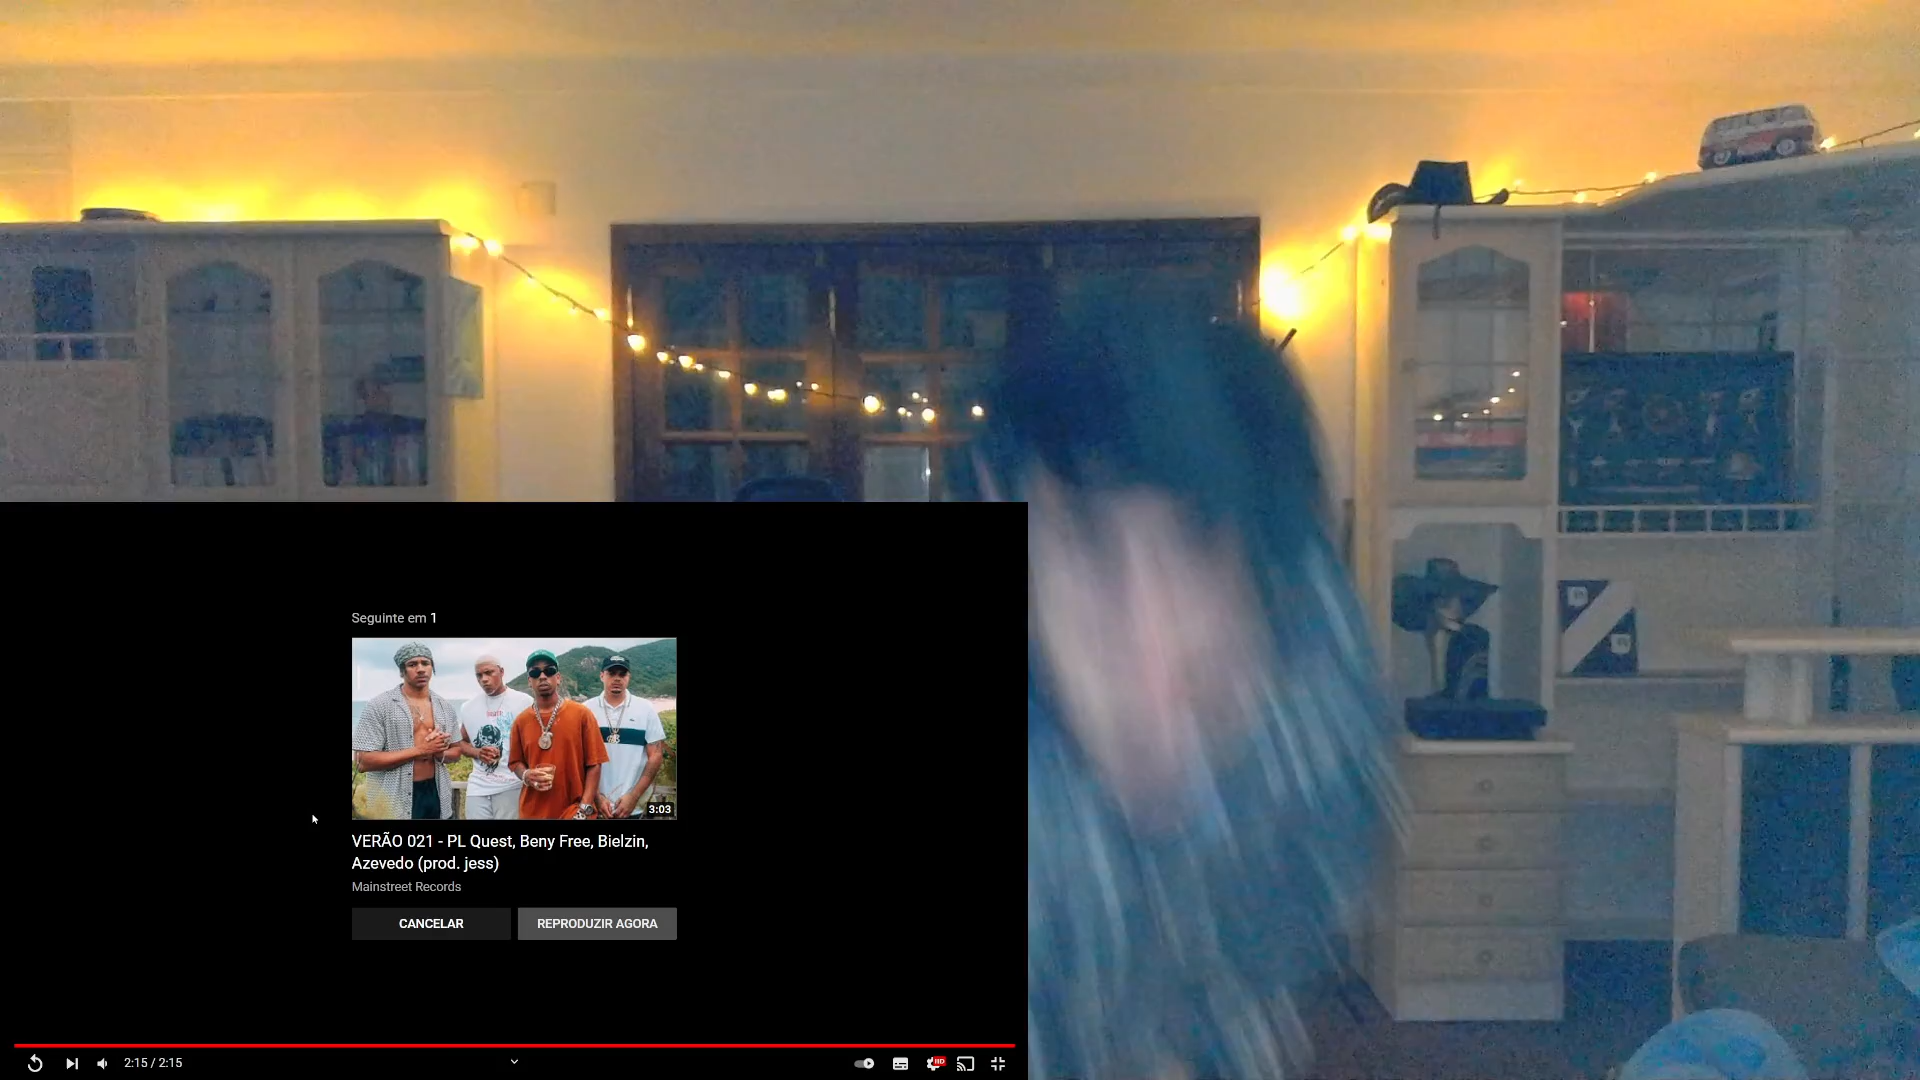 Seguinte em 1
3:03
VERÃO 021 - PL Quest, Beny Free, Bielzin,
Azevedo (prod. jess)
Mainstreet Records
CANCELAR REPRODUZIR AGORA
2:15 / 2:15
HD